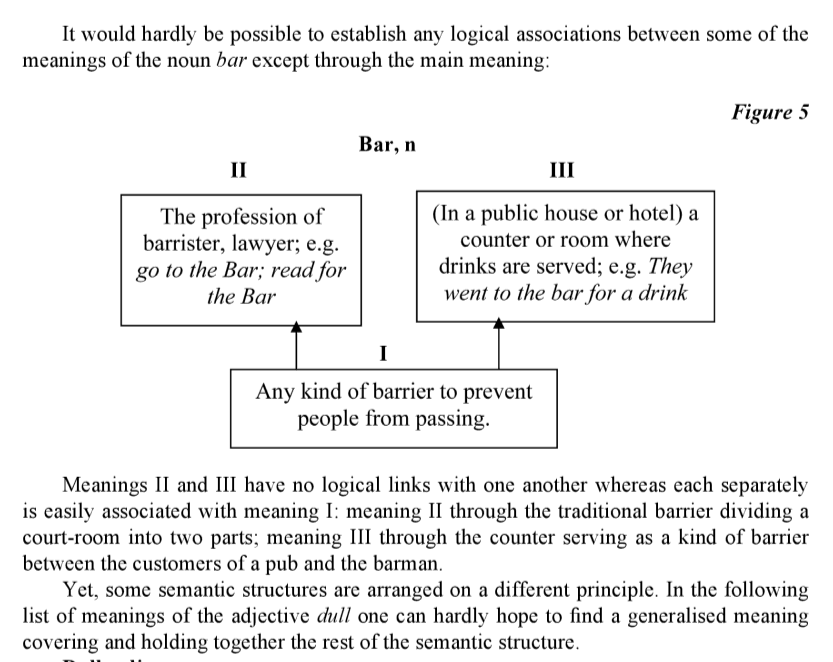 It would hardly be possible to establish any logical associations between some of the
meanings of the noun bar except through the main meaning:
Figure 5
Bar, n
II
III
The profession of
barrister, lawyer; e.g.
go to the Bar; read for
the Bar
(In a public house or hotel) a
counter or room where
drinks are served; e.g. They
went to the bar for a drink
I
Any kind of barrier to prevent
people from passing.
Meanings II and III have no logical links with one another whereas each separately
is easily associated with meaning I: meaning II through the traditional barrier dividing a
court-room into two parts; meaning III through the counter serving as a kind of barrier
between the customers of a pub and the barman.
Yet, some semantic structures are arranged on a different principle. In the following
list of meanings of the adjective dull one can hardly hope to find a generalised meaning
covering and holding together the rest of the semantic structure.